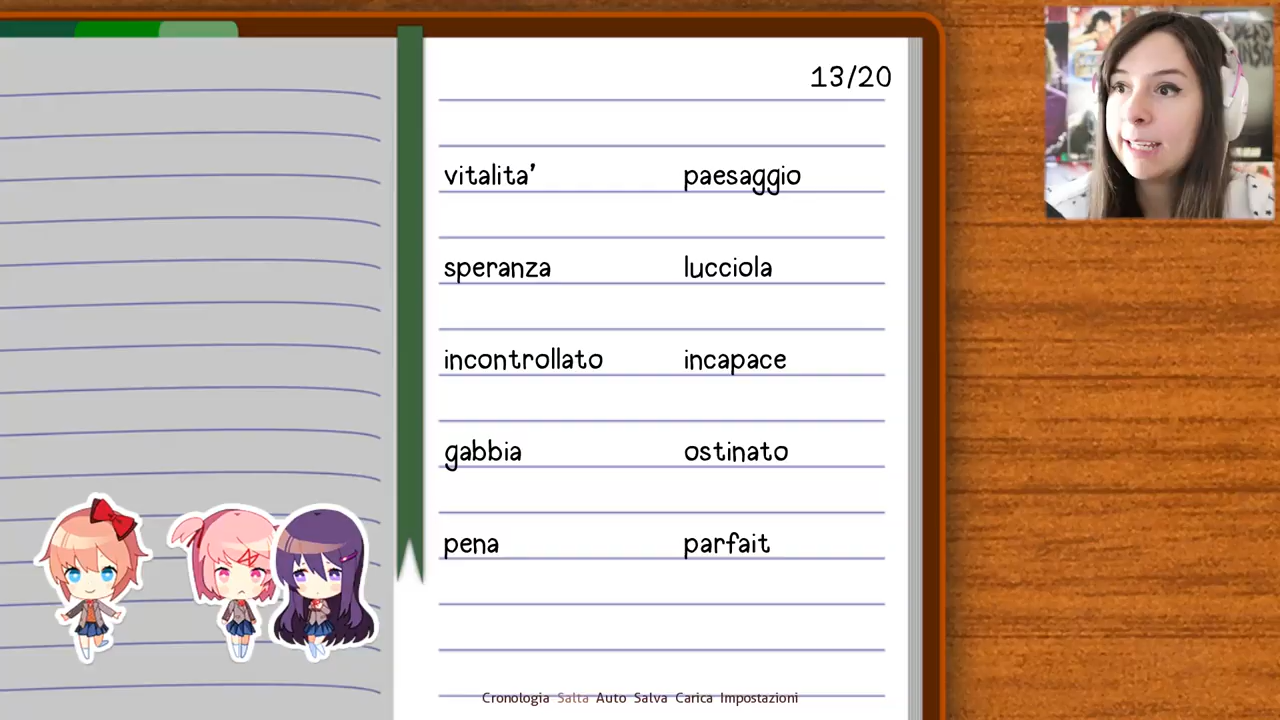 13/20
vitalita' paesaggio
speranza lucciola
incontrollato incapace
gabbia ostinato
pena parfait
Cronologia Salta Auto Salva Carica Impostazioni